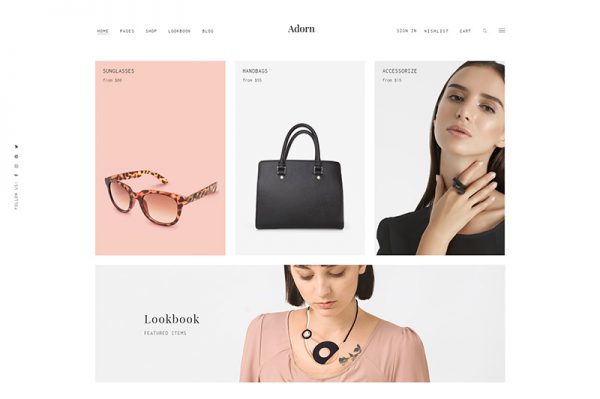 HOME PAGES SHOP LOOKBOOK BLOG
Adorn
SIGN IN WISHLIST CART
SUNGLASSES
from $60
HANDBAGS
from $55
ACCESSORIZE
from $15
FOLLOW US:
Lookbook
FEATURED ITEMS